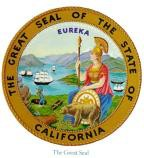 THE GREAT SEAL OF THE STATE OF
EUREKA
CALIFORNIA
The Great Seal